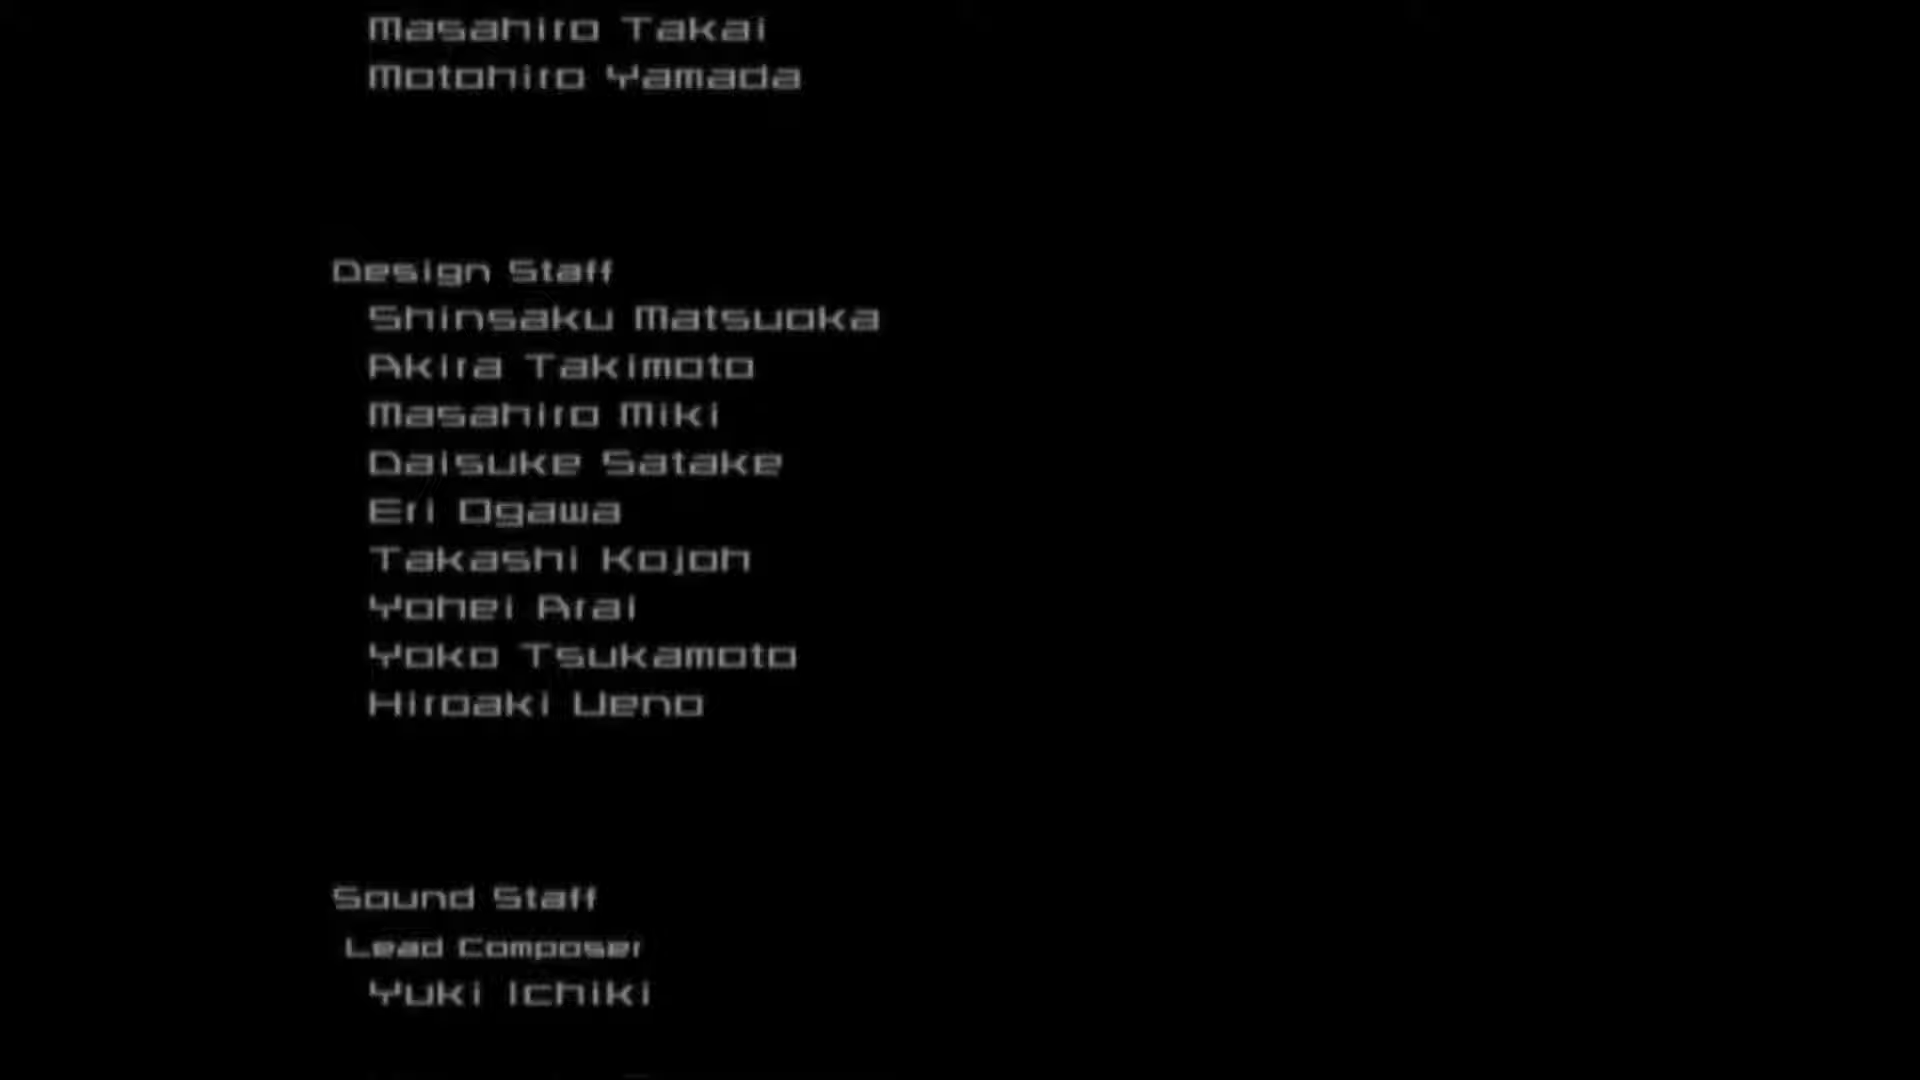 Masahiro Takai
Motohiro Yamada
Design Staff
Shinsaku Matsuoka
Akira Takimoto
Masahiro Miki
Daisuke Satake
Eri Ogawa
Takashi Kojoh
Yohei Arai
Yoko Tsukamoto
Hiroaki Ueno
Sound Staff
Lead Composer
Yuki Ichiki